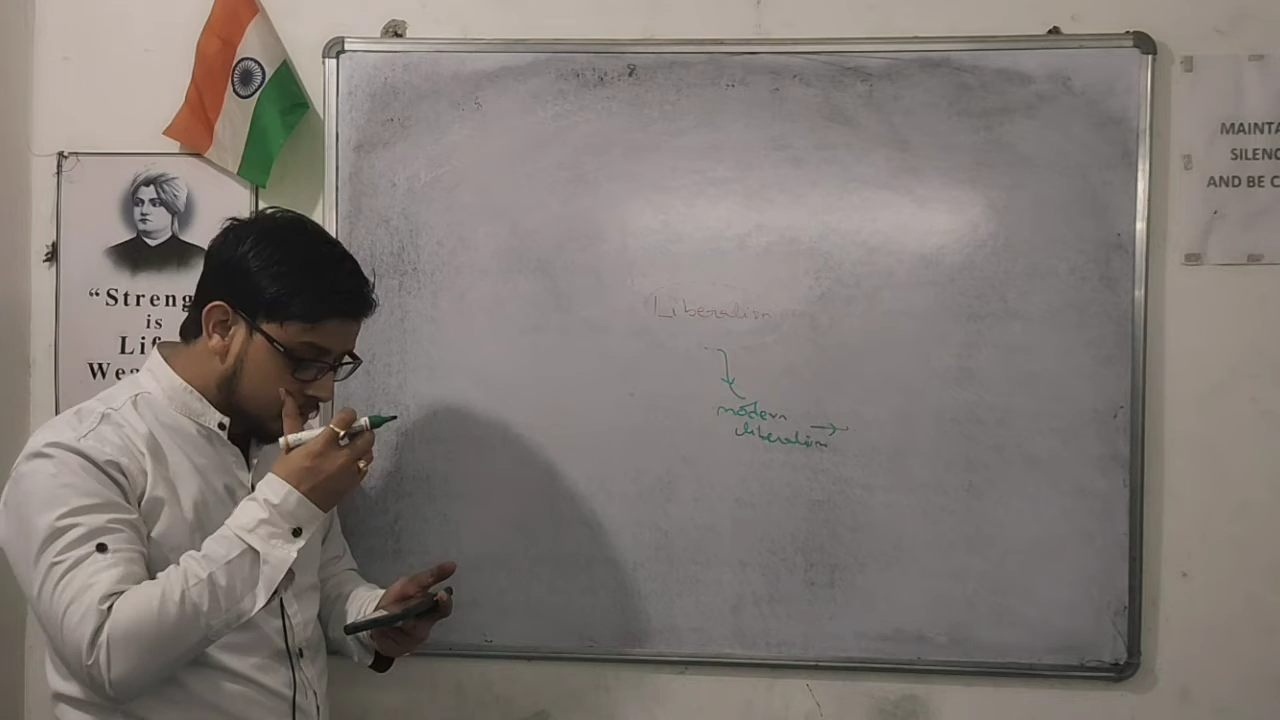 “Streng
is
Lif
Wea
Liberalism
modern
liberalism
MAINTA
SILENC
AND BE C